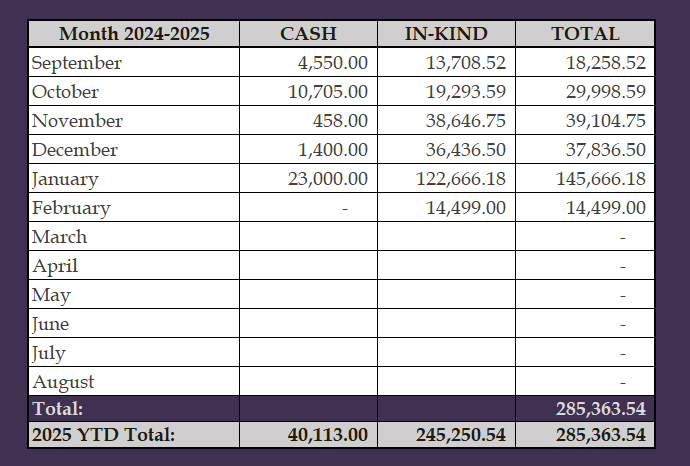 Month 2024-2025 CASH IN-KIND TOTAL
September 4,550.00 13,708.52 18,258.52
October 10,705.00 19,293.59 29,998.59
November 458.00 38,646.75 39,104.75
December 1,400.00 36,436.50 37,836.50
January 23,000.00 122,666.18 145,666.18
February - 14,499.00 14,499.00
March -
April -
May -
June -
July -
August -
Total: 285,363.54
2025 YTD Total: 40,113.00 245,250.54 285,363.54